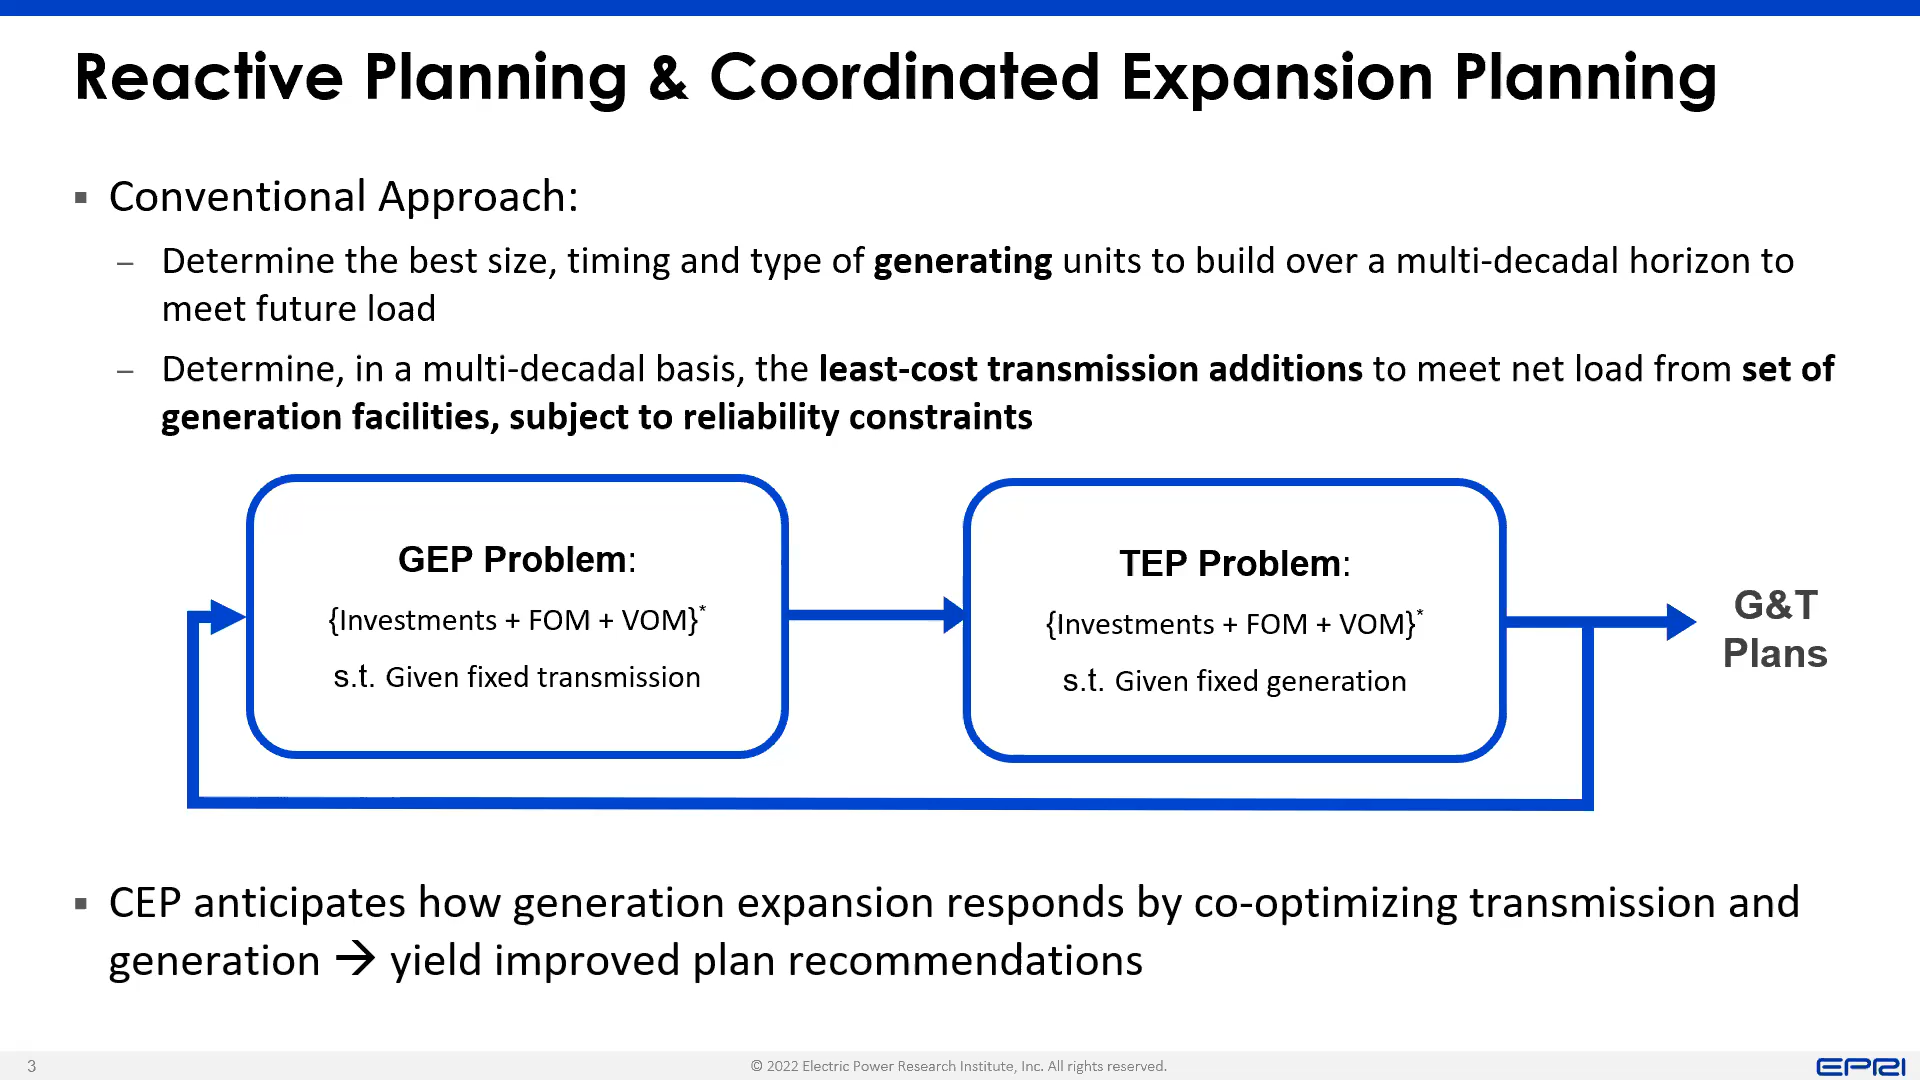 Reactive Planning & Coordinated Expansion Planning
▪ Conventional Approach:
– Determine the best size, timing and type of generating units to build over a multi-decadal horizon to
meet future load
– Determine, in a multi-decadal basis, the least-cost transmission additions to meet net load from set of
generation facilities, subject to reliability constraints
GEP Problem:
{Investments + FOM + VOM}*
s.t. Given fixed transmission
TEP Problem:
{Investments + FOM + VOM}*
s.t. Given fixed generation
G&T
Plans
▪ CEP anticipates how generation expansion responds by co-optimizing transmission and
generation → yield improved plan recommendations
3
© 2022 Electric Power Research Institute, Inc. All rights reserved.
EPRI